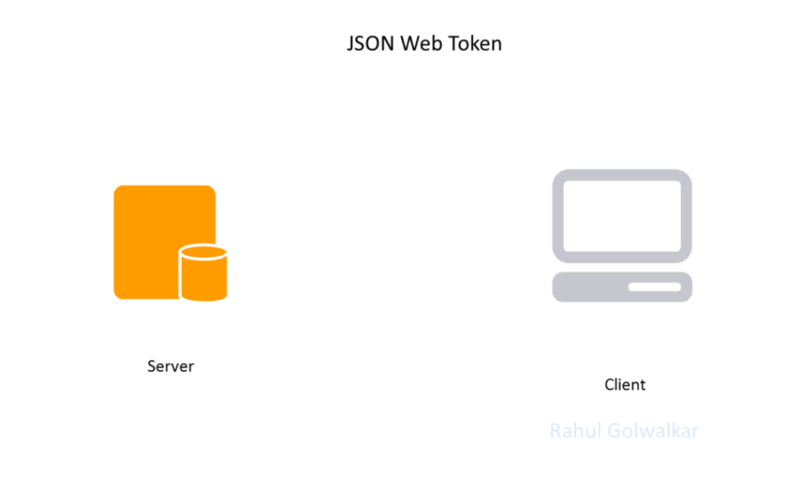 JSON Web Token
Server
Client
Rahul Golwalkar